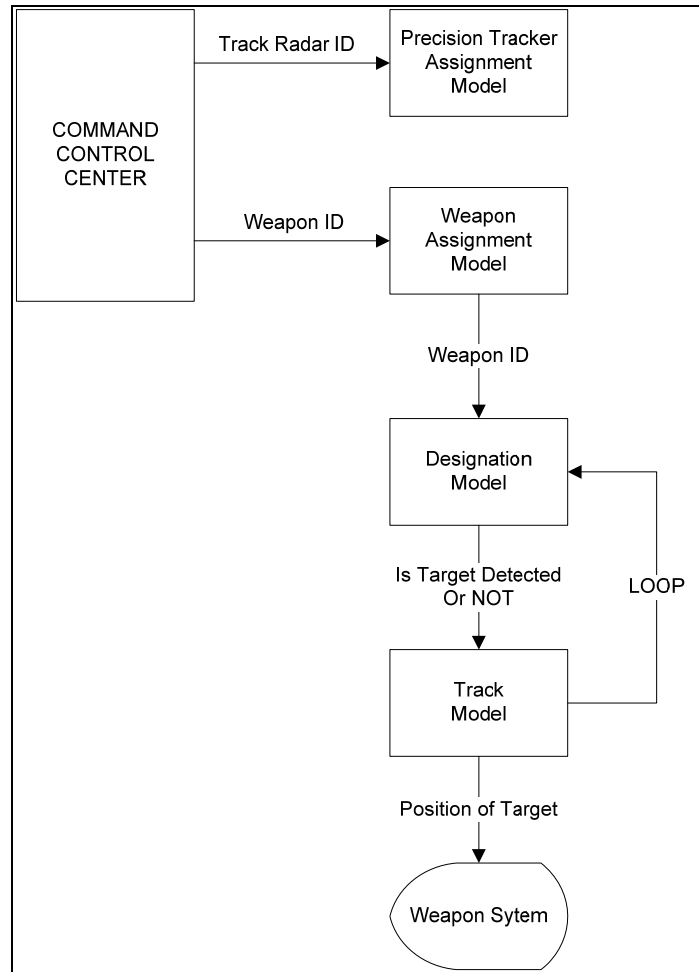 Track Radar ID
Precision Tracker
Assignment
Model
COMMAND
CONTROL
CENTER
Weapon ID
Weapon
Assignment
Model
Weapon ID
Designation
Model
Is Target Detected
Or NOT
LOOP
Track
Model
Position of Target
Weapon Sytem